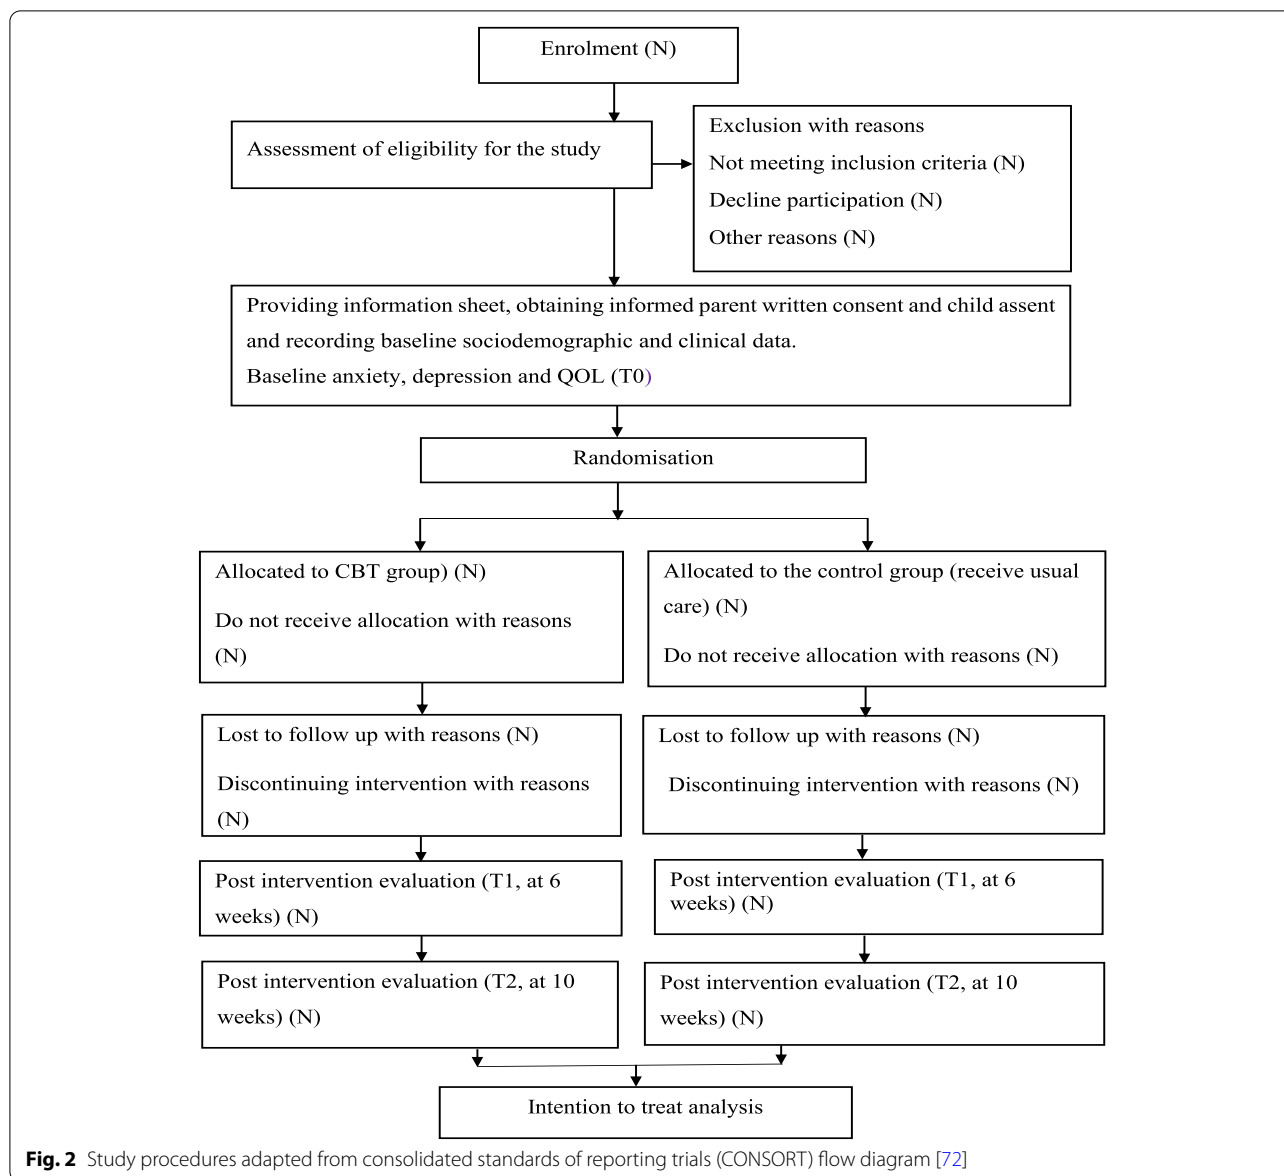 Enrolment (N)
Assessment of eligibility for the study
Exclusion with reasons
Not meeting inclusion criteria (N)
Decline participation (N)
Other reasons (N)
Providing information sheet, obtaining informed parent written consent and child assent
and recording baseline sociodemographic and clinical data.
Baseline anxiety, depression and QOL (T0)
Randomisation
Allocated to CBT group) (N)
Do not receive allocation with reasons
(N)
Allocated to the control group (receive usual
care) (N)
Do not receive allocation with reasons (N)
Lost to follow up with reasons (N)
Discontinuing intervention with reasons
(N)
Lost to follow up with reasons (N)
Discontinuing intervention with reasons (N)
Post intervention evaluation (T1, at 6
weeks) (N)
Post intervention evaluation (T1, at 6
weeks) (N)
Post intervention evaluation (T2, at 10
weeks) (N)
Post intervention evaluation (T2, at 10
weeks) (N)
Intention to treat analysis
Fig. 2 Study procedures adapted from consolidated standards of reporting trials (CONSORT) flow diagram [72]